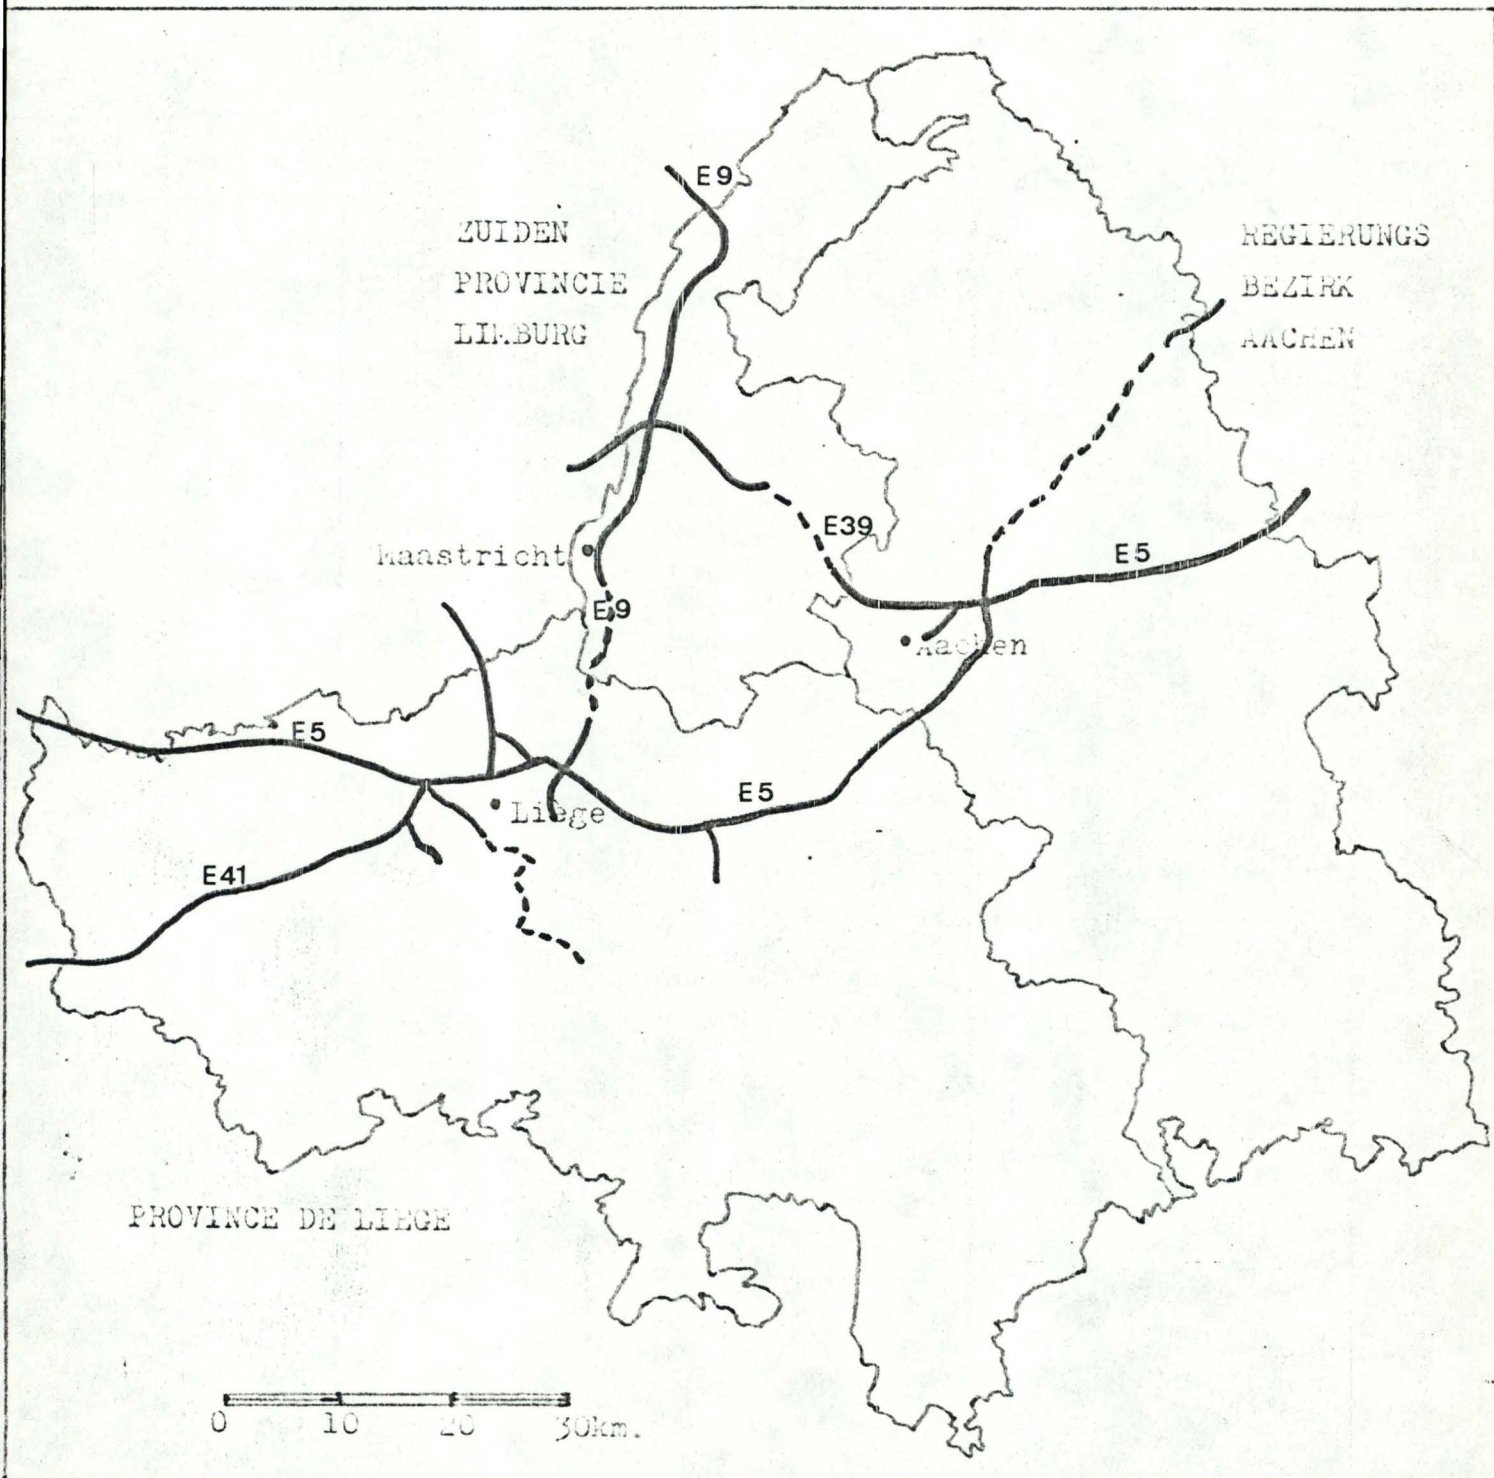 E9
ZUIDEN
PROVINCIE
LIMBURG
REGIERUNGS
BEZIRK
AACHEN
E39
E5
Maastricht
E9
Aachen
E5
E5
Liège
E41
PROVINCE DE LIEGE
0 10 20 30km.